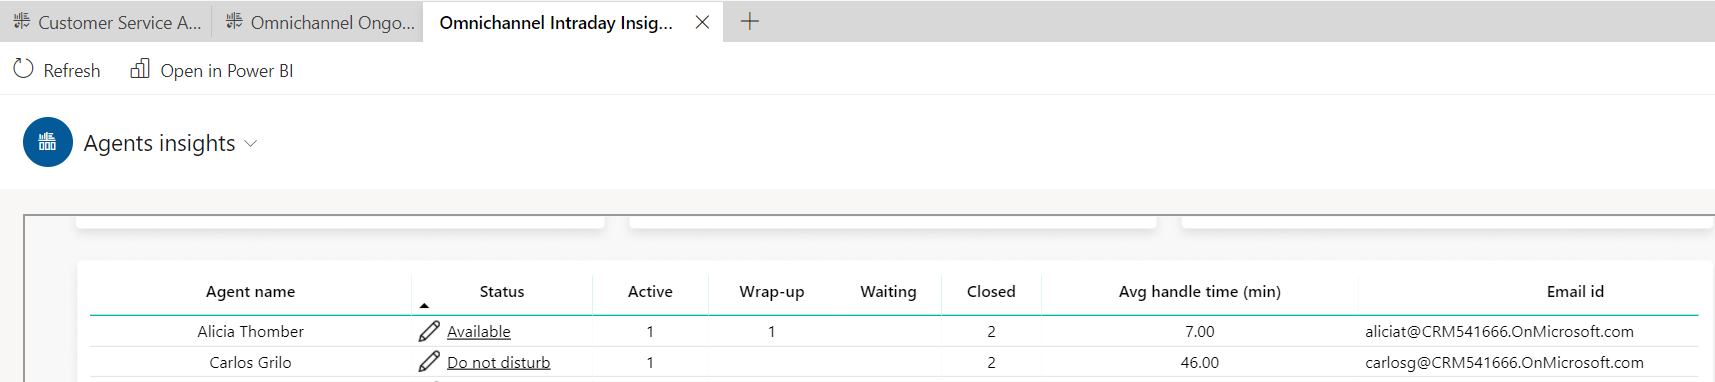 Customer Service A... Omnichannel Ongo... Omnichannel Intraday Insig...
Refresh Open in Power BI
Agents insights
Agent name Status Active Wrap-up Waiting Closed Avg handle time (min) Email id
Alicia Thomber Available 1 1 2 7.00 aliciat@CRM541666.OnMicrosoft.com
Carlos Grilo Do not disturb 1 2 46.00 carlosg@CRM541666.OnMicrosoft.com